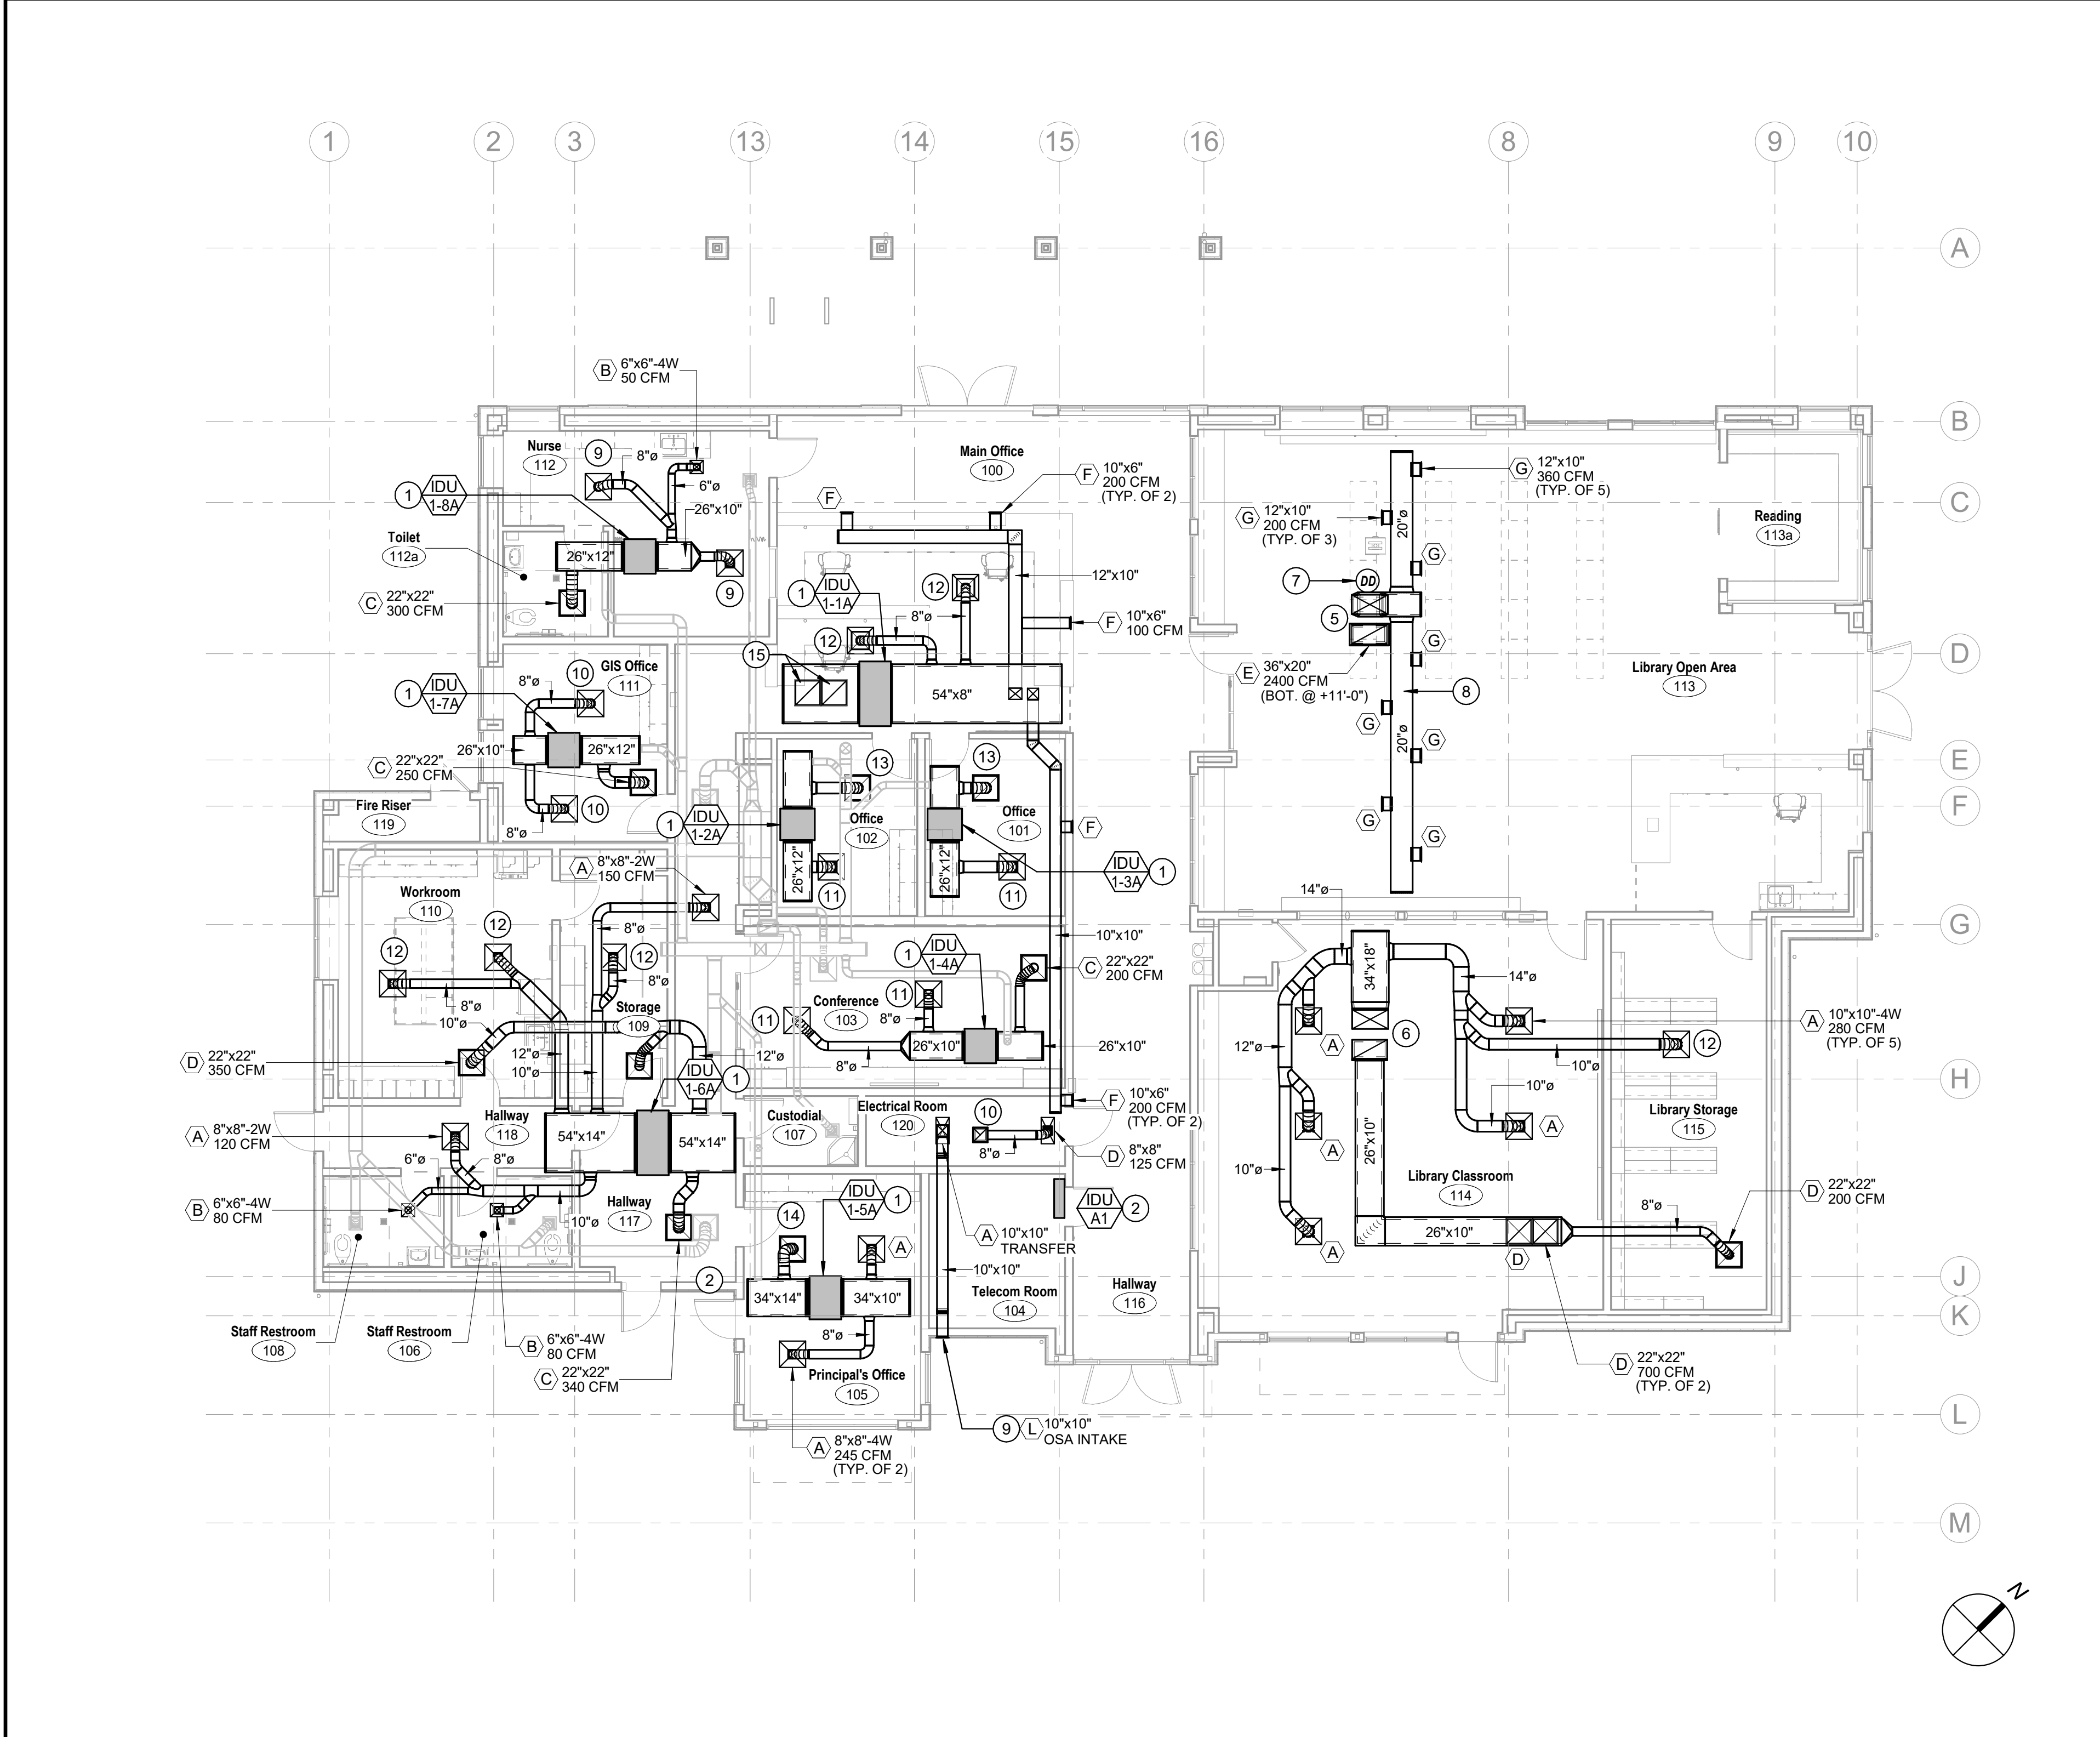 1
2
3
13
14
15
16
8
9
10
A
B
C
D
E
F
G
H
J
K
L
M
N
B
6"x6"-4W
50 CFM
Nurse
112
9
8"ø
6"ø
26"x10"
1
IDU
1-8A
26"x12"
9
Toilet
112a
C
22"x22"
300 CFM
Main Office
100
F
F
10"x6"
200 CFM
(TYP. OF 2)
12"x10"
1
IDU
1-1A
12
8"ø
12
F
10"x6"
100 CFM
15
54"x8"
GIS Office
111
10
8"ø
1
IDU
1-7A
26"x10"
26"x12"
C
22"x22"
250 CFM
10
8"ø
Fire Riser
119
G
12"x10"
360 CFM
(TYP. OF 5)
G
12"x10"
200 CFM
(TYP. OF 3)
20"ø
G
7
DD
5
G
E
36"x20"
2400 CFM
(BOT. @ +11'-0")
8
G
20"ø
G
G
G
Reading
113a
Library Open Area
113
13
13
1
IDU
1-2A
Office
102
Office
101
F
26"x12"
26"x12"
11
11
IDU
1-3A
1
A
8"x8"-2W
150 CFM
Workroom
110
12
12
8"ø
12
8"ø
8"ø
10"ø
Storage
109
D
22"x22"
350 CFM
12"ø
10"ø
12"ø
IDU
1-6A
1
10"x10"
1
IDU
1-4A
C
22"x22"
200 CFM
Conference
103
11
11
8"ø
26"x10"
26"x10"
8"ø
Hallway
118
54"x14"
54"x14"
A
8"x8"-2W
120 CFM
6"ø
8"ø
B
6"x6"-4W
80 CFM
10"ø
Hallway
117
Custodial
107
Electrical Room
120
10
8"ø
F
10"x6"
200 CFM
(TYP. OF 2)
D
8"x8"
125 CFM
14
IDU
1-5A
1
A
IDU
A1
2
A
10"x10"
TRANSFER
10"x10"
Telecom Room
104
Hallway
116
2
34"x14"
34"x10"
8"ø
Principal's Office
105
Staff Restroom
108
Staff Restroom
106
B
6"x6"-4W
80 CFM
C
22"x22"
340 CFM
A
8"x8"-4W
245 CFM
(TYP. OF 2)
9
L
10"x10"
OSA INTAKE
14"ø
34"x18"
14"ø
6
A
10"x10"-4W
280 CFM
(TYP. OF 5)
12
10"ø
12"ø
A
10"ø
A
A
26"x10"
10"ø
A
Library Classroom
114
Library Storage
115
26"x10"
D
8"ø
D
22"x22"
200 CFM
D
22"x22"
700 CFM
(TYP. OF 2)